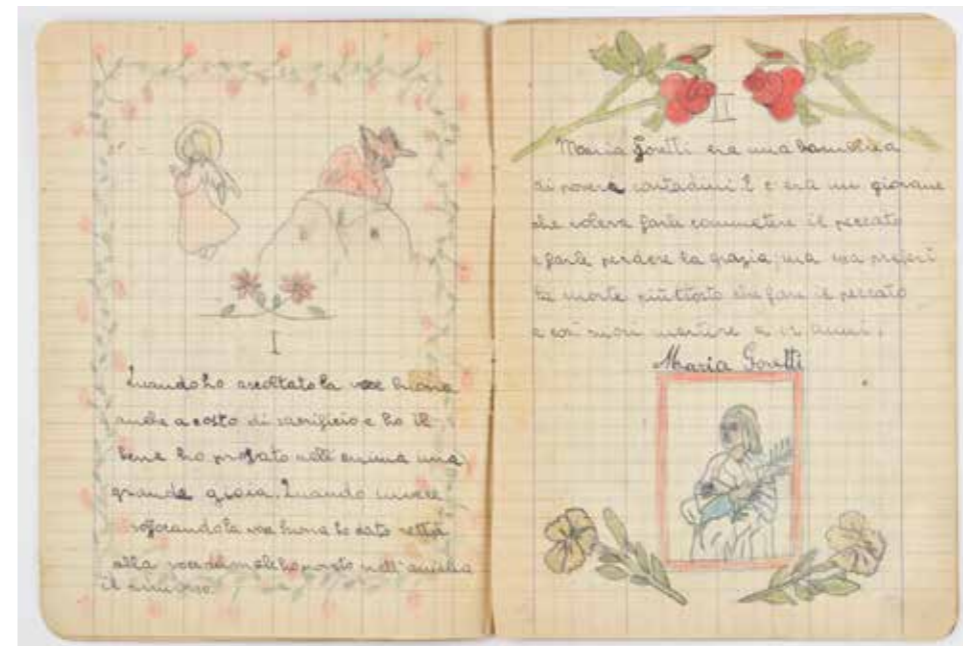 I
Quando ho ascoltato la voce buona
anche a costo di sacrificio e ho il
bene ho provato nell'anima una
grande gioia. Quando invece
soffocando la voce buona ho dato retta
alla voce del male ho
il rimorso.
II
Maria Goretti era una bambina
di poveri contadini. E c'era un giovane
che voleva farle commettere il peccato
e farle perdere la grazia, ma essa preferì
la morte piuttosto che fare il peccato
e così morì martire a 12 anni.
Maria Goretti